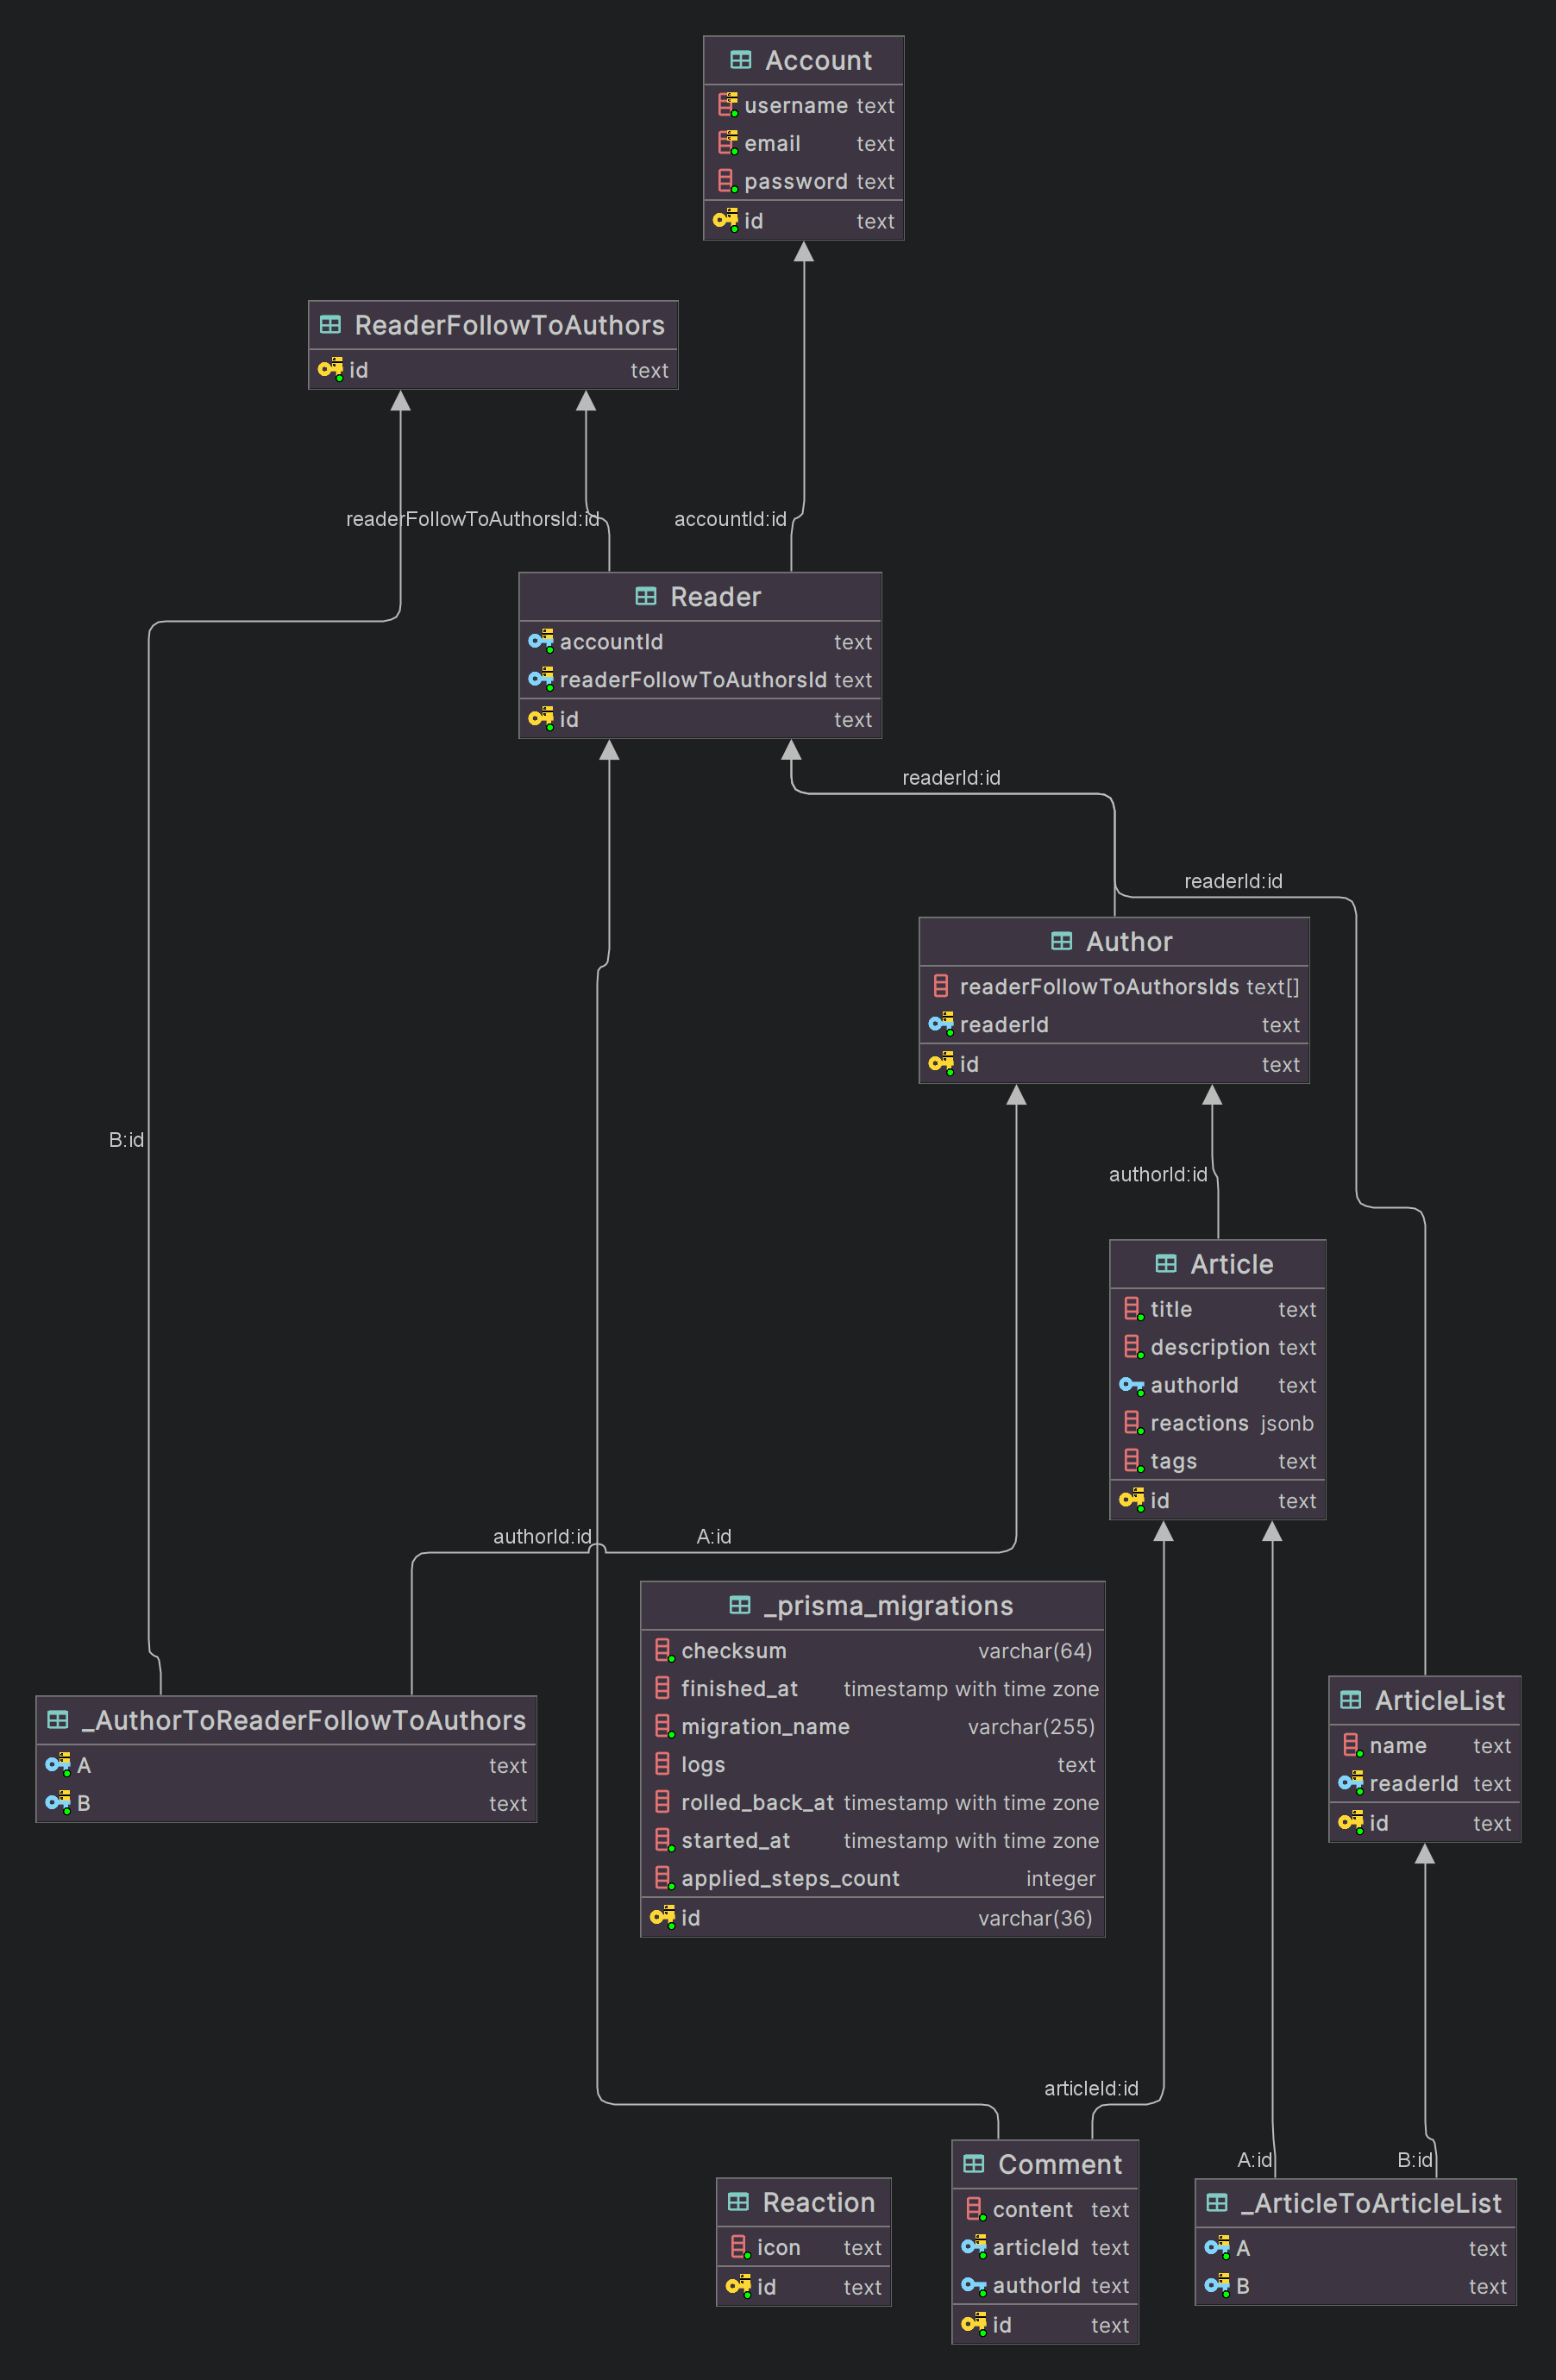 Account
username text
email text
password text
id text
ReaderFollowToAuthors
id text
readerFollowToAuthorsId:id
accountId:id
Reader
accountId text
readerFollowToAuthorsId text
id text
readerId:id
readerId:id
Author
readerFollowToAuthorsIds text[]
readerId text
id text
B:id
authorId:id
Article
title text
description text
authorId text
reactions jsonb
tags text
id text
authorId:id
A:id
_prisma_migrations
checksum varchar(64)
finished_at timestamp with time zone
migration_name varchar(255)
logs text
rolled_back_at timestamp with time zone
started_at timestamp with time zone
applied_steps_count integer
id varchar(36)
_AuthorToReaderFollowToAuthors
A text
B text
ArticleList
name text
readerId text
id text
articleId:id
A:id
B:id
Reaction
icon text
id text
Comment
content text
articleId text
authorId text
id text
_ArticleToArticleList
A text
B text